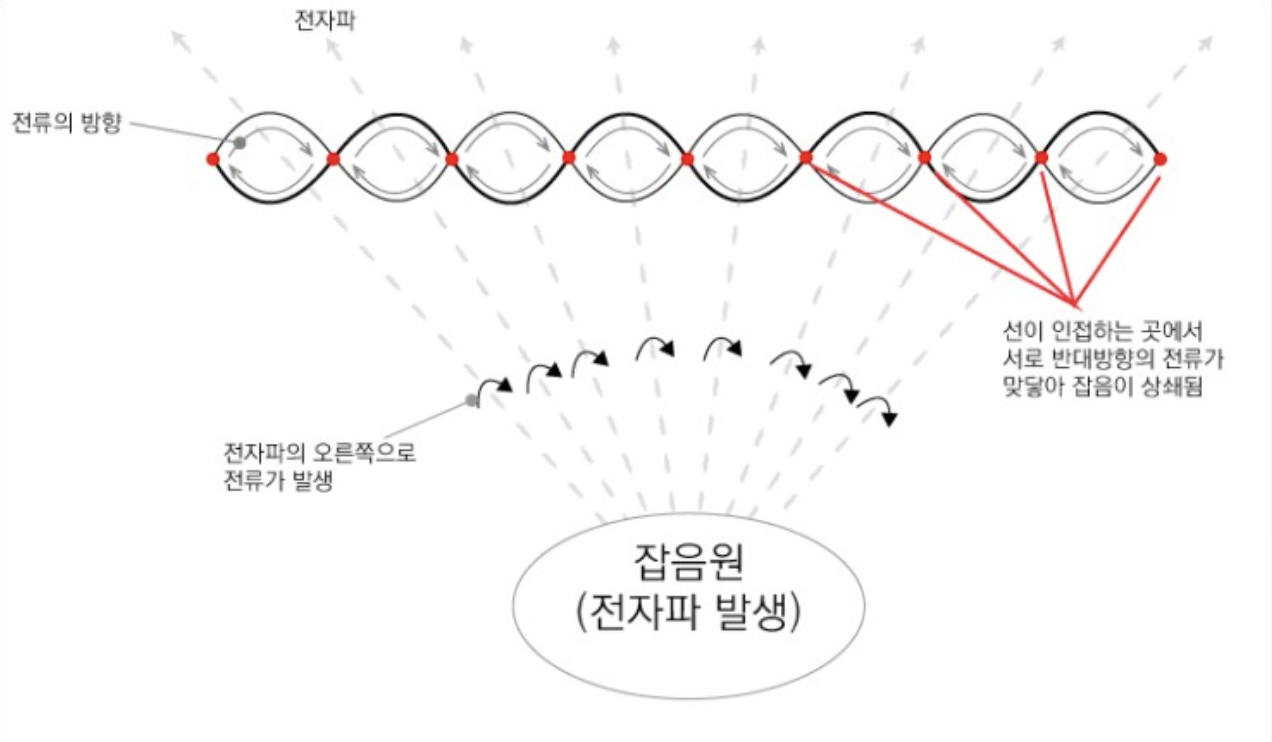 전자파
전류의 방향
선이 인접하는 곳에서
서로 반대방향의 전류가
맞닿아 잡음이 상쇄됨
전자파의 오른쪽으로
전류가 발생
잡음원
(전자파 발생)